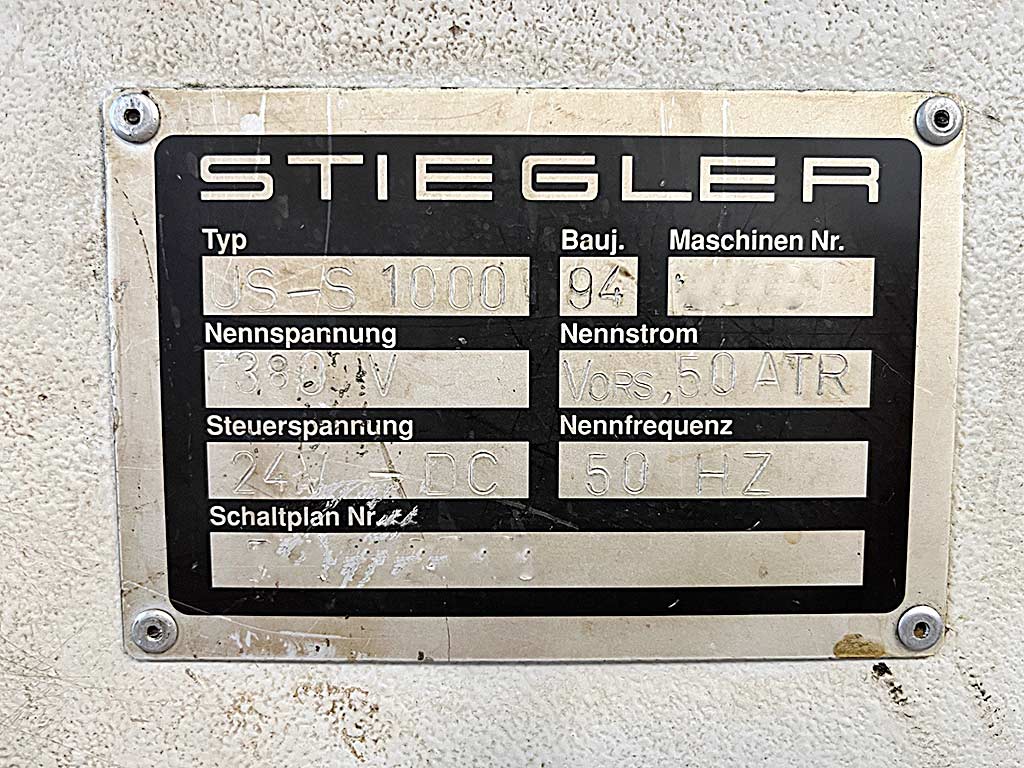 STIEGLER
Typ Bauj. Maschinen Nr.
US-S 1000 94
Nennspannung Nennstrom
380 V VORS, 50 ATR
Steuerspannung Nennfrequenz
24V - DC 50 HZ
Schaltplan Nr.